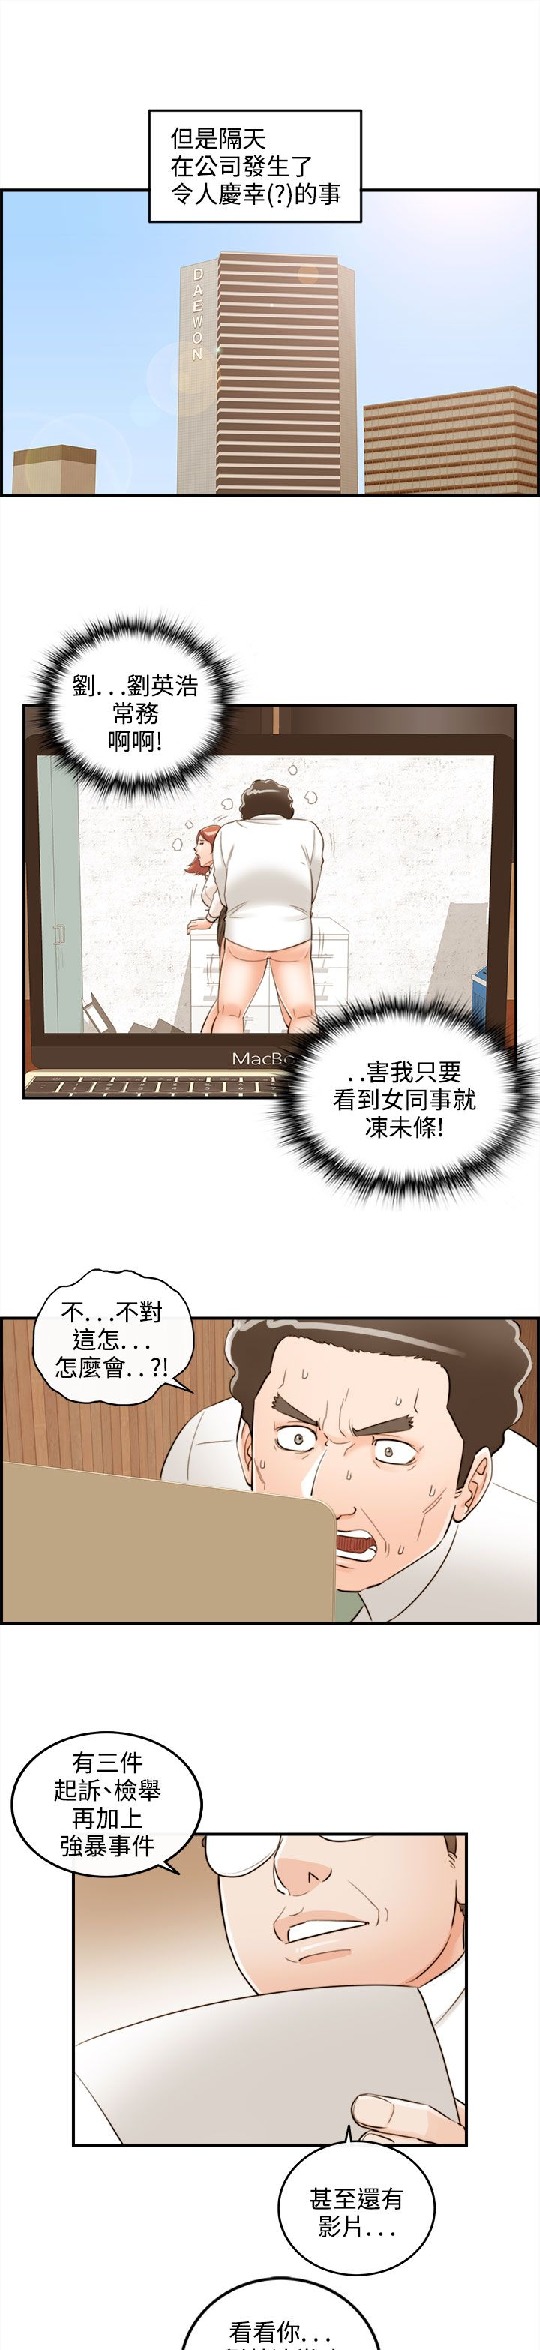 但是隔天
在公司發生了
令人慶幸(?)的事
DAEWON
劉...劉英浩
常務
啊啊!
MacBo
..害我只要
看到女同事就
凍未條!
不...不對
這怎...
怎麼會..?!
有三件
起訴、檢舉
再加上
強暴事件
甚至還有
影片...
看看你...